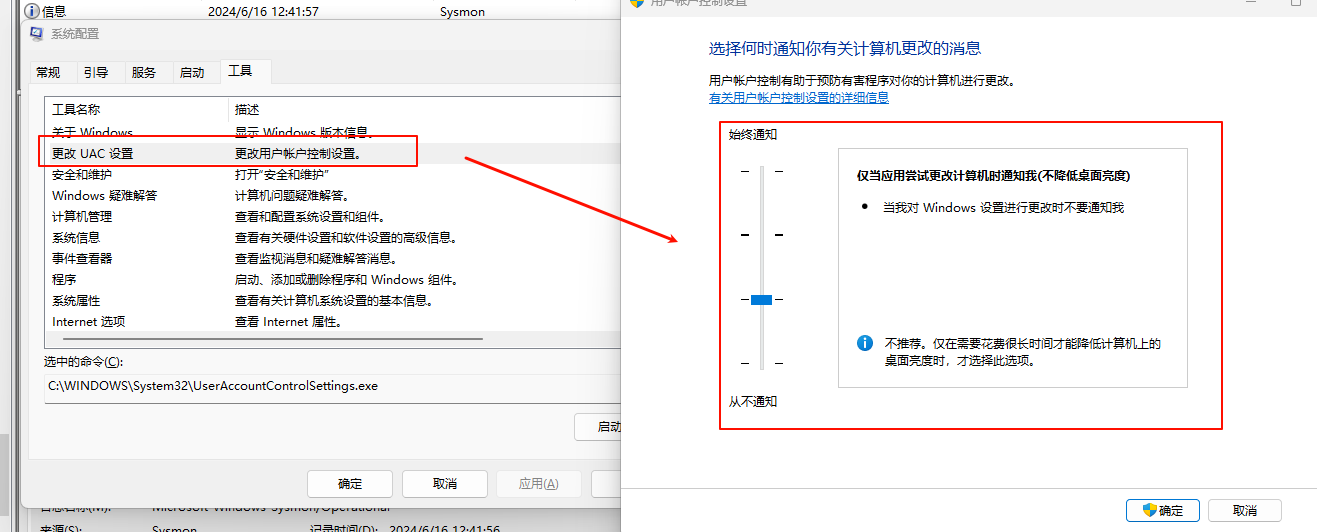 信息 2024/6/16 12:41:57 Sysmon
系统配置
常规 引导 服务 启动 工具
工具名称 描述
关于 Windows 显示 Windows 版本信息。
更改 UAC 设置 更改用户帐户控制设置。
安全和维护 打开“安全和维护”
Windows 疑难解答 计算机问题疑难解答。
计算机管理 查看和配置系统设置和组件。
系统信息 查看有关硬件设置和软件设置的高级信息。
事件查看器 查看监视消息和疑难解答消息。
程序 启动、添加或删除程序和 Windows 组件。
系统属性 查看有关计算机系统设置的基本信息。
Internet 选项 查看 Internet 属性。
选中的命令(C):
C:\WINDOWS\System32\UserAccountControlSettings.exe
启动
确定 取消 应用(A)
日志名称(M): Microsoft-Windows-Sysmon/Operational
来源(S): Sysmon 记录时间(D): 2024/6/16 12:41:56
用户帐户控制设置
选择何时通知你有关计算机更改的消息
用户帐户控制有助于预防有害程序对你的计算机进行更改。
有关用户帐户控制设置的详细信息
始终通知
仅当应用尝试更改计算机时通知我(不降低桌面亮度)
当我对 Windows 设置进行更改时不要通知我
不推荐。仅在需要花费很长时间才能降低计算机上的
桌面亮度时，才选择此选项。
从不通知
确定 取消